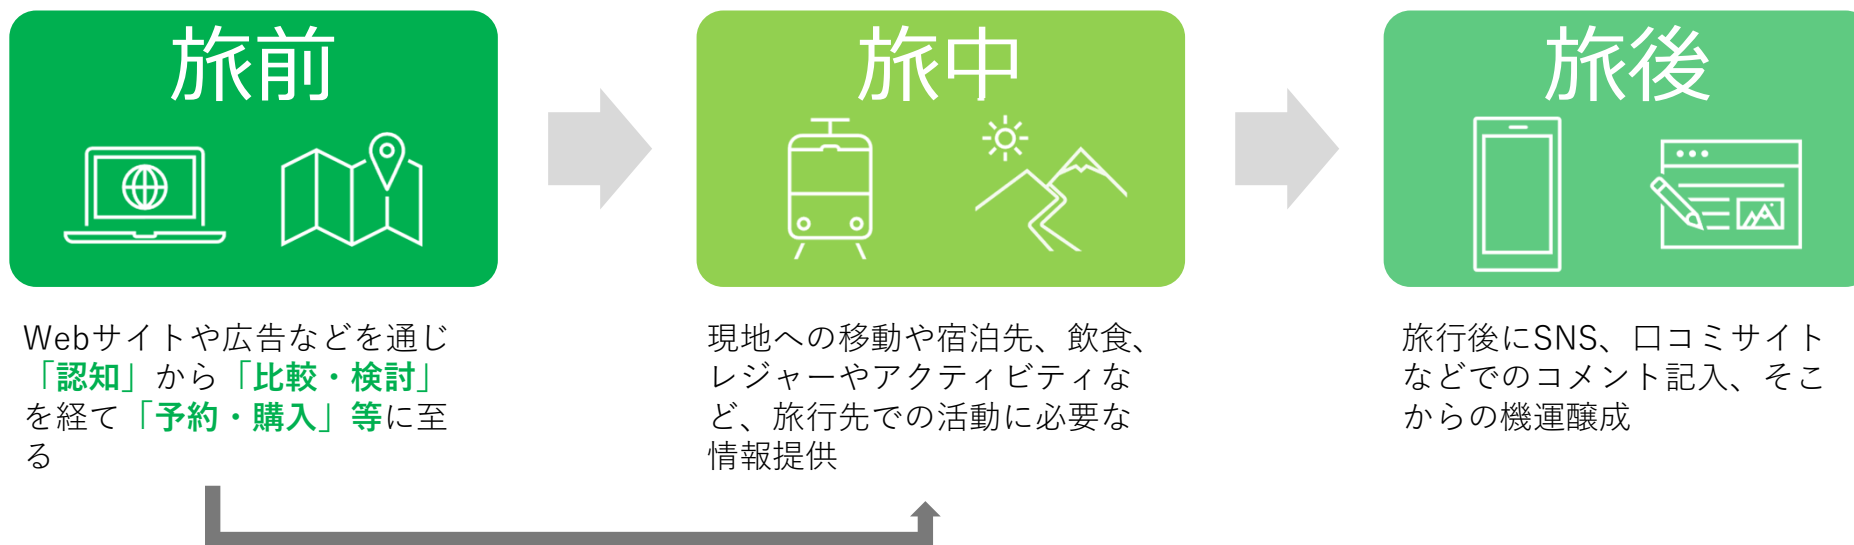 旅前
旅中
旅後
Webサイトや広告などを通じ
「認知」から「比較・検討」
を経て「予約・購入」等に至
る
現地への移動や宿泊先、飲食、
レジャーやアクティビティな
ど、旅行先での活動に必要な
情報提供
旅行後にSNS、口コミサイト
などでのコメント記入、そこ
からの機運醸成